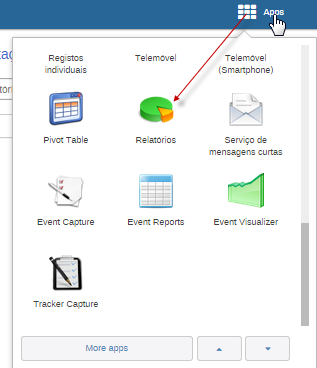 Apps
Registos
individuais
Telemóvel
Telemóvel
(Smartphone)
Pivot Table
Relatórios
Serviço de
mensagens curtas
Event Capture
Event Reports
Event Visualizer
Tracker Capture
More apps